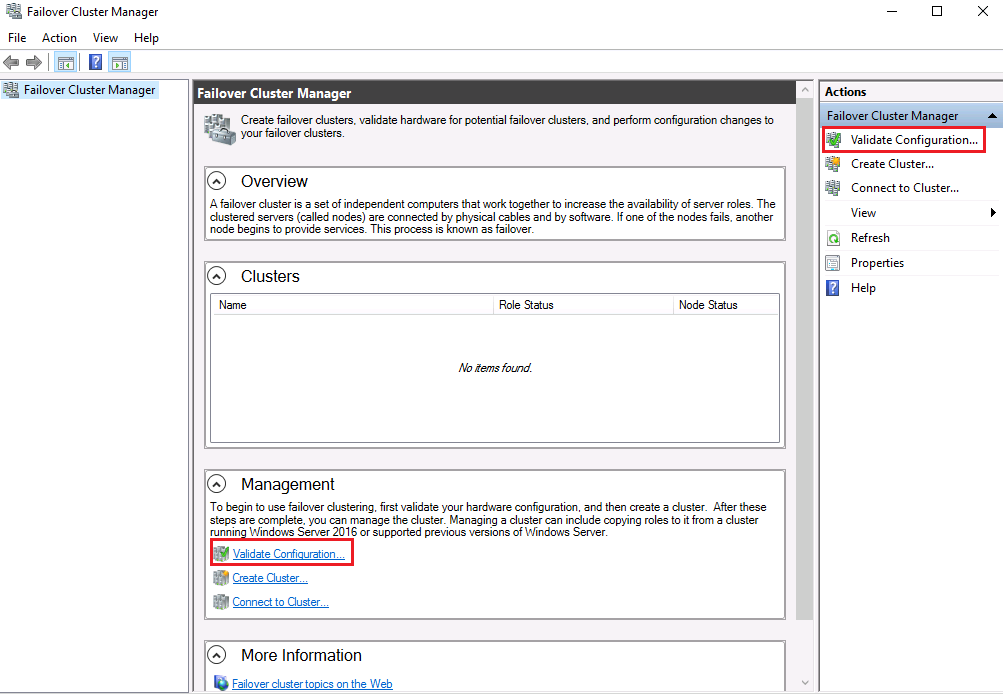 Failover Cluster Manager
File Action View Help
Failover Cluster Manager
Failover Cluster Manager
Create failover clusters, validate hardware for potential failover clusters, and perform configuration changes to
your failover clusters.
Overview
A failover cluster is a set of independent computers that work together to increase the availability of server roles. The
clustered servers (called nodes) are connected by physical cables and by software. If one of the nodes fails, another
node begins to provide services. This process is known as failover.
Clusters
Name Role Status Node Status
No items found.
Management
To begin to use failover clustering, first validate your hardware configuration, and then create a cluster. After these
steps are complete, you can manage the cluster. Managing a cluster can include copying roles to it from a cluster
running Windows Server 2016 or supported previous versions of Windows Server.
Validate Configuration...
Create Cluster...
Connect to Cluster...
More Information
Failover cluster topics on the Web
Actions
Failover Cluster Manager
Validate Configuration...
Create Cluster...
Connect to Cluster...
View
Refresh
Properties
Help